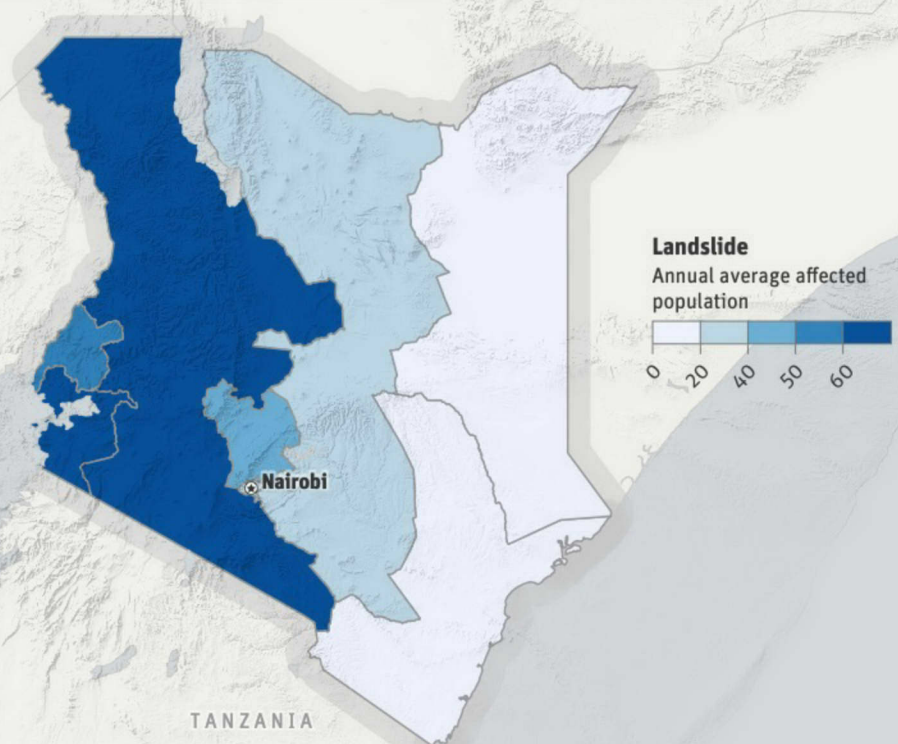 Landslide
Annual average affected
population
0 20 40 50 60
Nairobi
TANZANIA